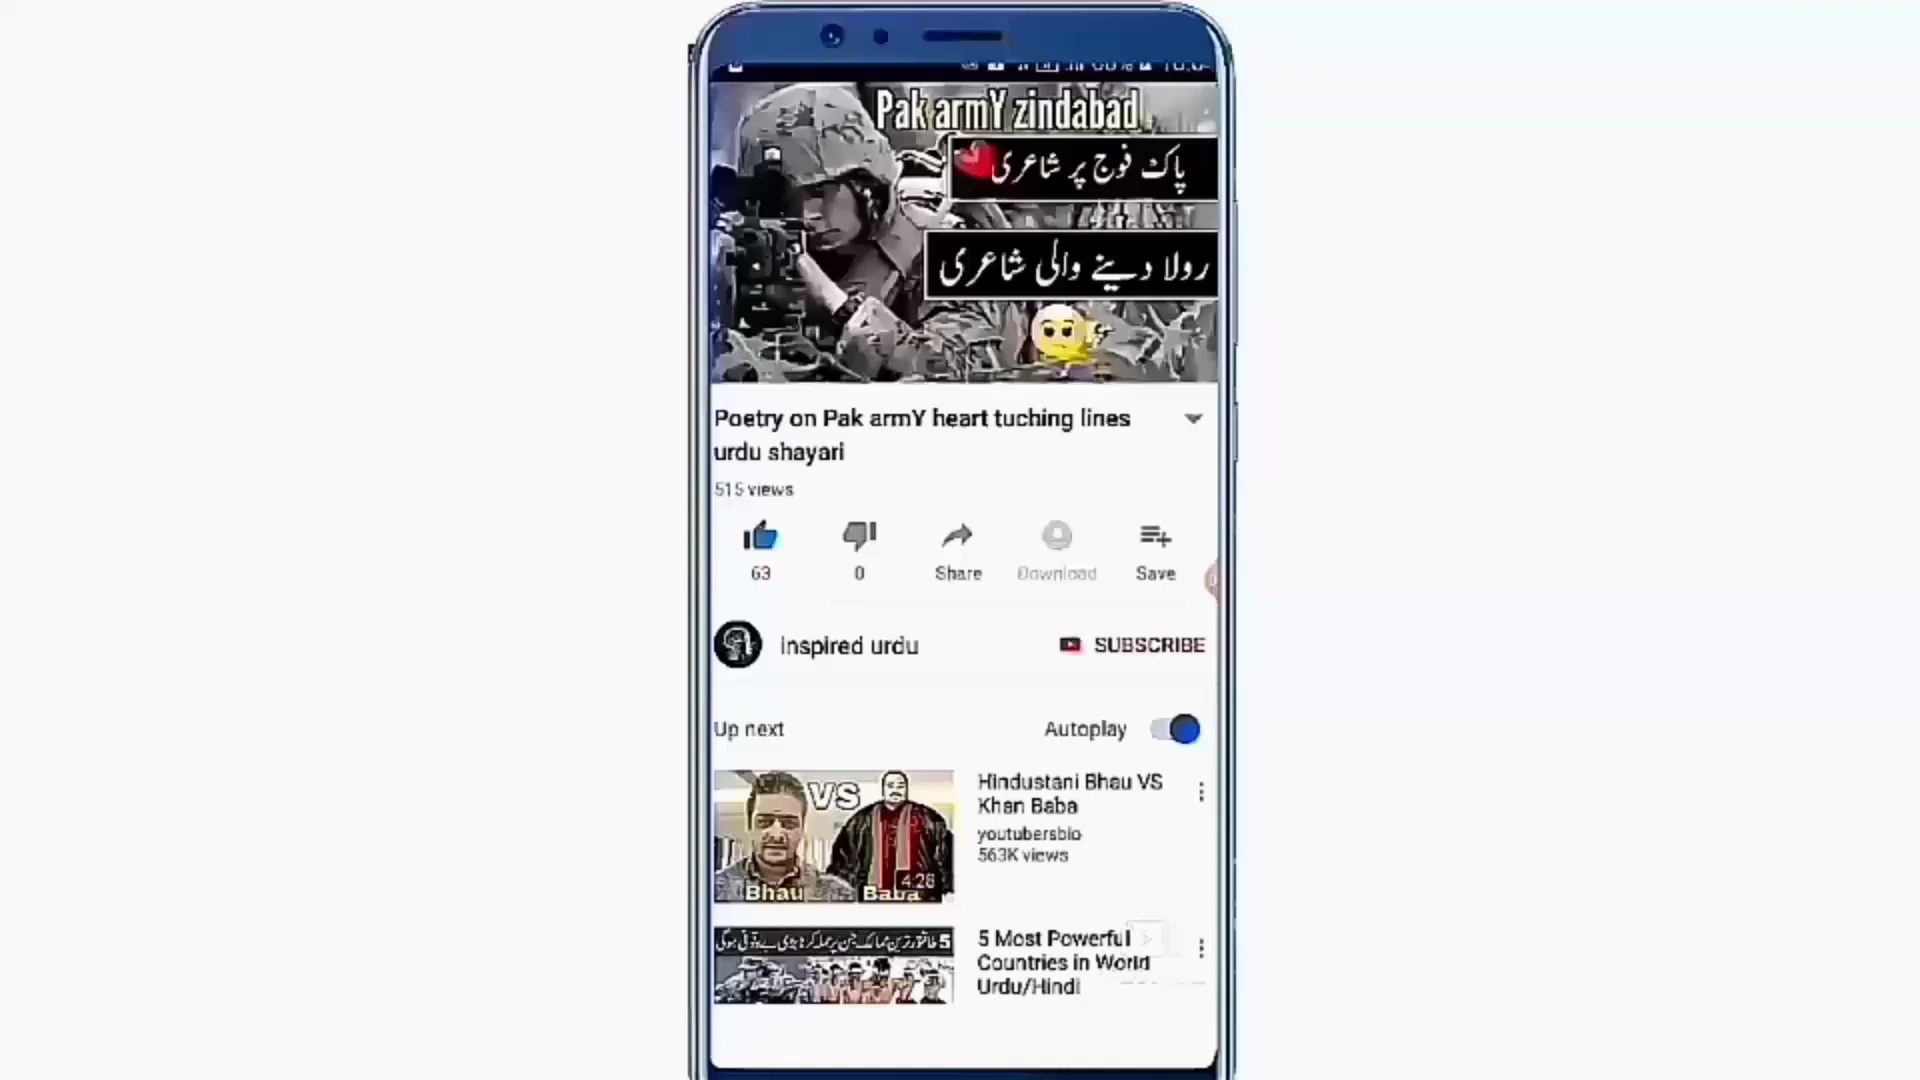 Pak armY zindabad
پاک فوج پر شاعری
رولا دینے والی شاعری
Poetry on Pak armY heart tuching lines
urdu shayari
515 views
63
0
Share
Download
Save
inspired urdu
SUBSCRIBE
Up next
Autoplay
VS
Bhau
Baba
4:28
Hindustani Bhau VS
Khan Baba
youtubersbio
563K views
5 Most Powerful
Countries in World
Urdu/Hindi